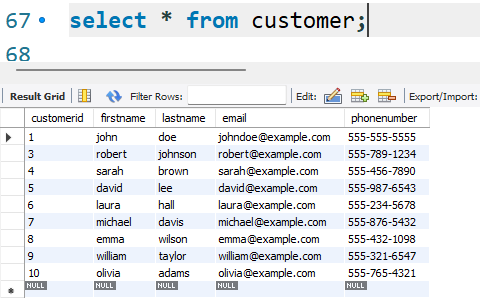 67 select * from customer;
68
Result Grid Filter Rows: Edit: Export/Import:
customerid firstname lastname email phonenumber
1 john doe johndoe@example.com 555-555-5555
3 robert johnson robert@example.com 555-789-1234
4 sarah brown sarah@example.com 555-456-7890
5 david lee david@example.com 555-987-6543
6 laura hall laura@example.com 555-234-5678
7 michael davis michael@example.com 555-876-5432
8 emma wilson emma@example.com 555-432-1098
9 william taylor william@example.com 555-321-6547
10 olivia adams olivia@example.com 555-765-4321
NULL NULL NULL NULL NULL